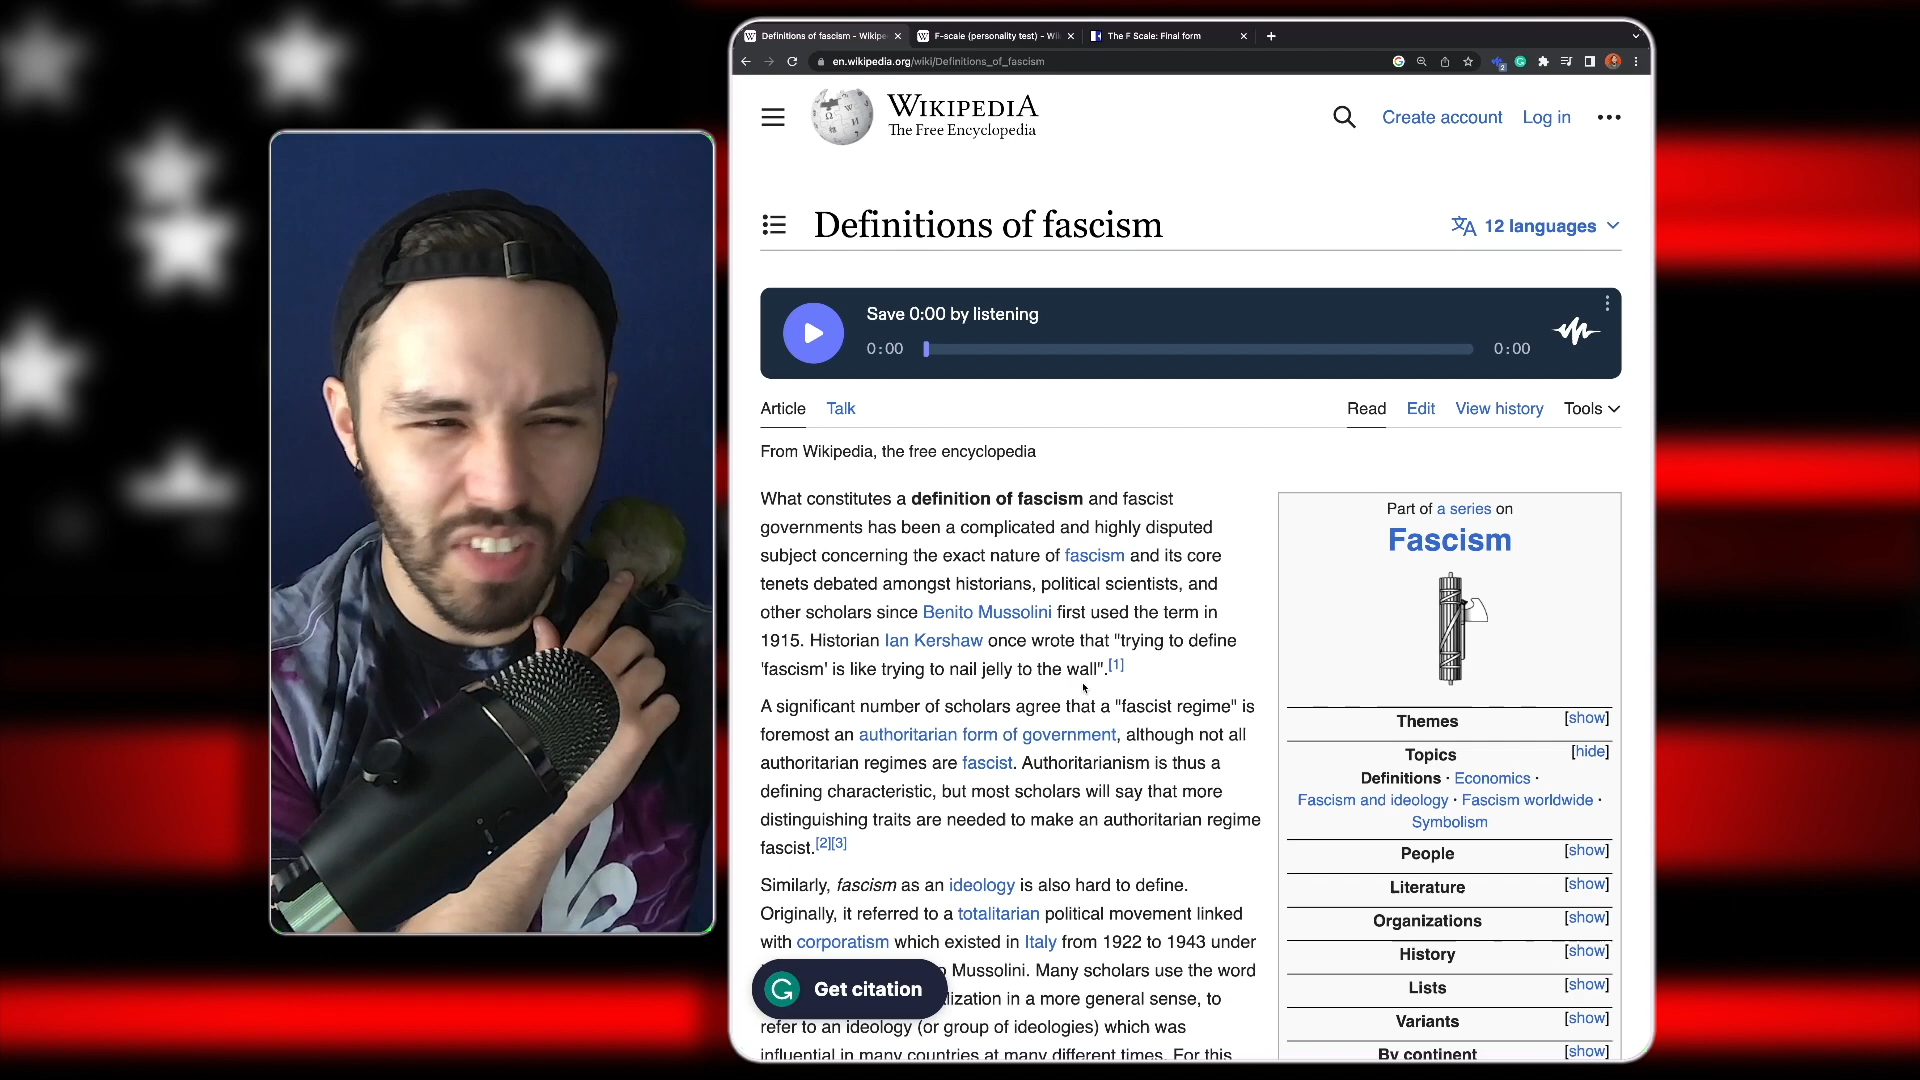 Definitions of fascism - Wikipe
F-scale (personality test) - Wi
The F Scale: Final form
en.wikipedia.org/wiki/Definitions_of_fascism
2
WIKIPEDIA
The Free Encyclopedia
Create account
Log in
Definitions of fascism
12 languages
Save 0:00 by listening
0:00
0:00
Article
Talk
Read
Edit
View history
Tools
From Wikipedia, the free encyclopedia
What constitutes a definition of fascism and fascist
governments has been a complicated and highly disputed
subject concerning the exact nature of fascism and its core
tenets debated amongst historians, political scientists, and
other scholars since Benito Mussolini first used the term in
1915. Historian Ian Kershaw once wrote that "trying to define
'fascism' is like trying to nail jelly to the wall".[1]
A significant number of scholars agree that a "fascist regime" is
foremost an authoritarian form of government, although not all
authoritarian regimes are fascist. Authoritarianism is thus a
defining characteristic, but most scholars will say that more
distinguishing traits are needed to make an authoritarian regime
fascist.[2][3]
Similarly, fascism as an ideology is also hard to define.
Originally, it referred to a totalitarian political movement linked
with corporatism which existed in Italy from 1922 to 1943 under
Mussolini. Many scholars use the word
lization in a more general sense, to
refer to an ideology (or group of ideologies) which was
influential in many countries at many different times. For this
Get citation
Part of a series on
Fascism
Themes
[show]
Topics
[hide]
Definitions · Economics ·
Fascism and ideology · Fascism worldwide ·
Symbolism
People
[show]
Literature
[show]
Organizations
[show]
History
[show]
Lists
[show]
Variants
[show]
By continent
[show]